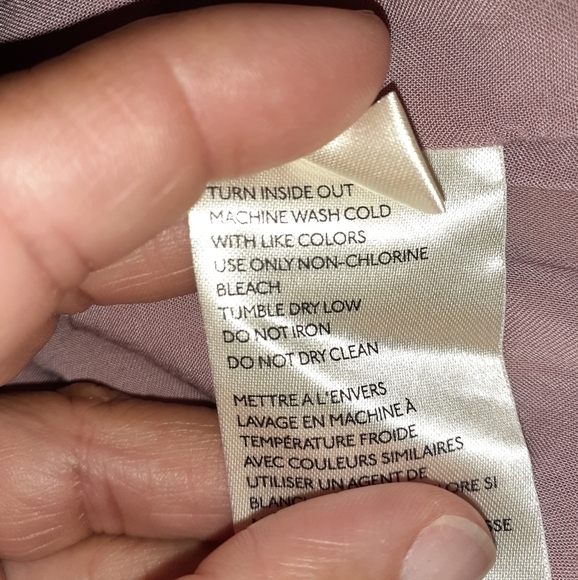 TURN INSIDE OUT
MACHINE WASH COLD
WITH LIKE COLORS
USE ONLY NON-CHLORINE
BLEACH
TUMBLE DRY LOW
DO NOT IRON
DO NOT DRY CLEAN
METTRE A L'ENVERS
LAVAGE EN MACHINE À
TEMPÉRATURE FROIDE
AVEC COULEURS SIMILAIRES
UTILISER UN AGENT DE
SI